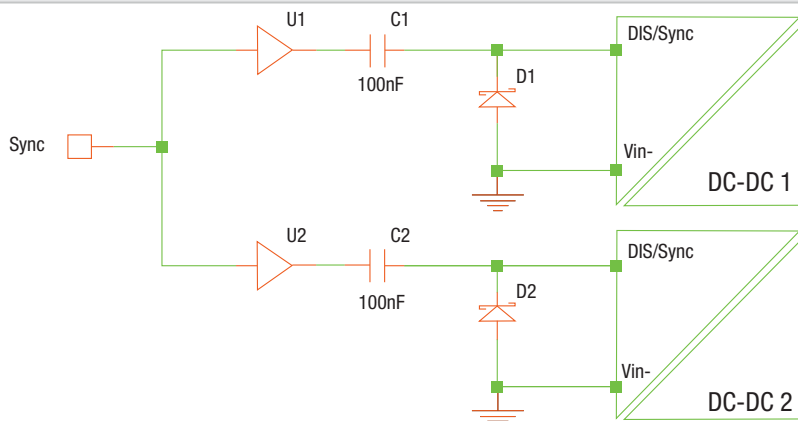 U1
C1
100nF
D1
DIS/Sync
Vin-
DC-DC 1
Sync
U2
C2
100nF
D2
DIS/Sync
Vin-
DC-DC 2